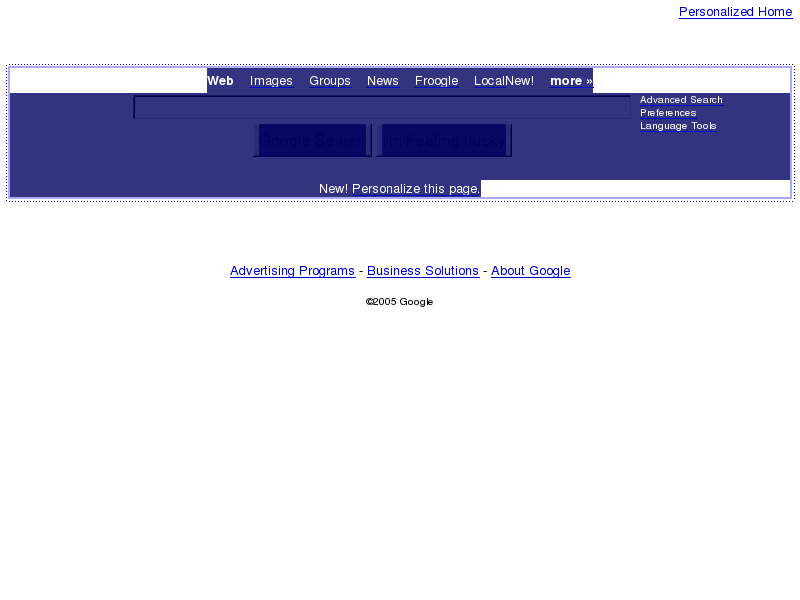 Personalized Home
Web Images Groups News Froogle LocalNew! more »
Advanced Search
Preferences
Language Tools
Google Search I'm Feeling Lucky
New! Personalize this page.
Advertising Programs - Business Solutions - About Google
©2005 Google